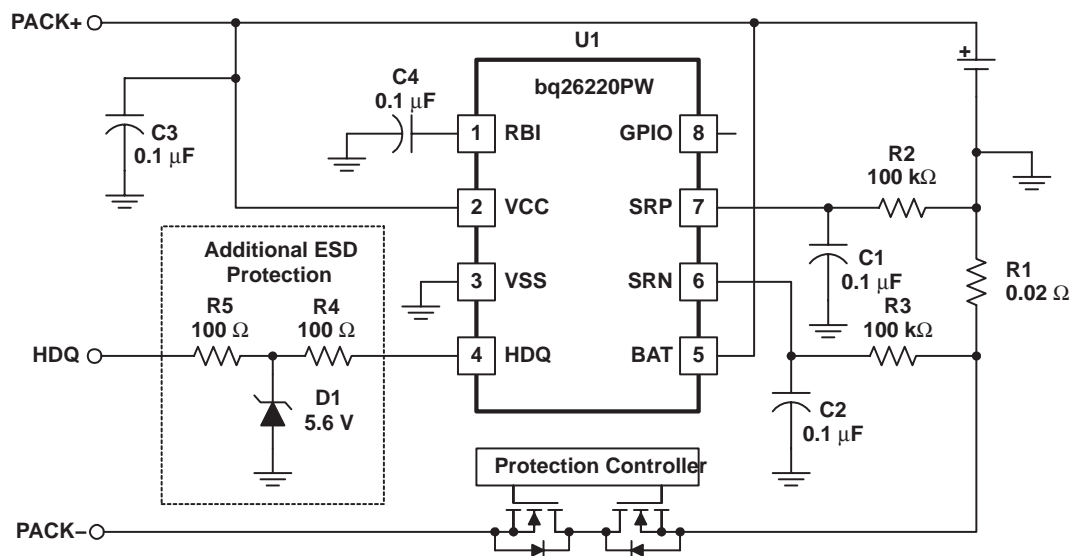 PACK+
U1
+
C4
0.1 μF
bq26220PW
C3
0.1 μF
1
RBI
GPIO
8
R2
100 kΩ
2
VCC
SRP
7
Additional ESD
Protection
C1
0.1 μF
3
VSS
SRN
6
R1
0.02 Ω
R5
100 Ω
R4
100 Ω
R3
100 kΩ
HDQ
4
HDQ
BAT
5
D1
5.6 V
C2
0.1 μF
Protection Controller
PACK−